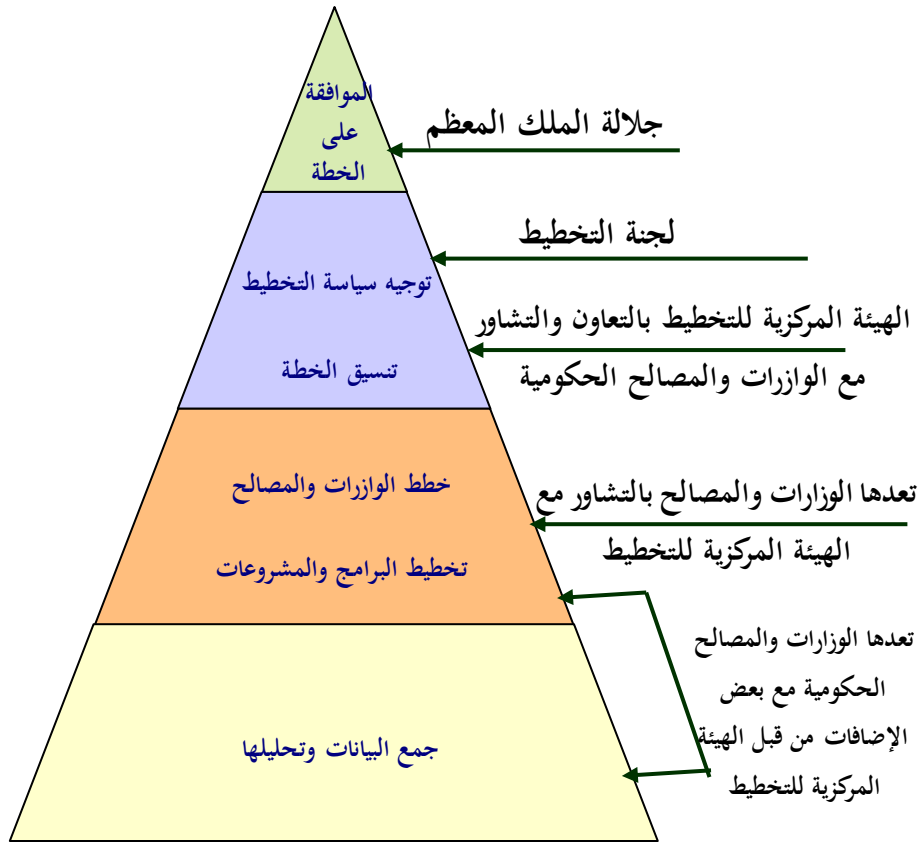 الموافقة
على
الخطة
جلالة الملك المعظم
لجنة التخطيط
توجيه سياسة التخطيط
الهيئة المركزية للتخطيط بالتعاون والتشاور
مع الوازرات والمصالح الحكومية
تنسيق الخطة
خطط الوازرات والمصالح
تعدها الوزارات والمصالح بالتشاور مع
الهيئة المركزية للتخطيط
تخطيط البرامج والمشروعات
تعدها الوزارات والمصالح
الحكومية مع بعض
الإضافات من قبل الهيئة
المركزية للتخطيط
جمع البيانات وتحليلها